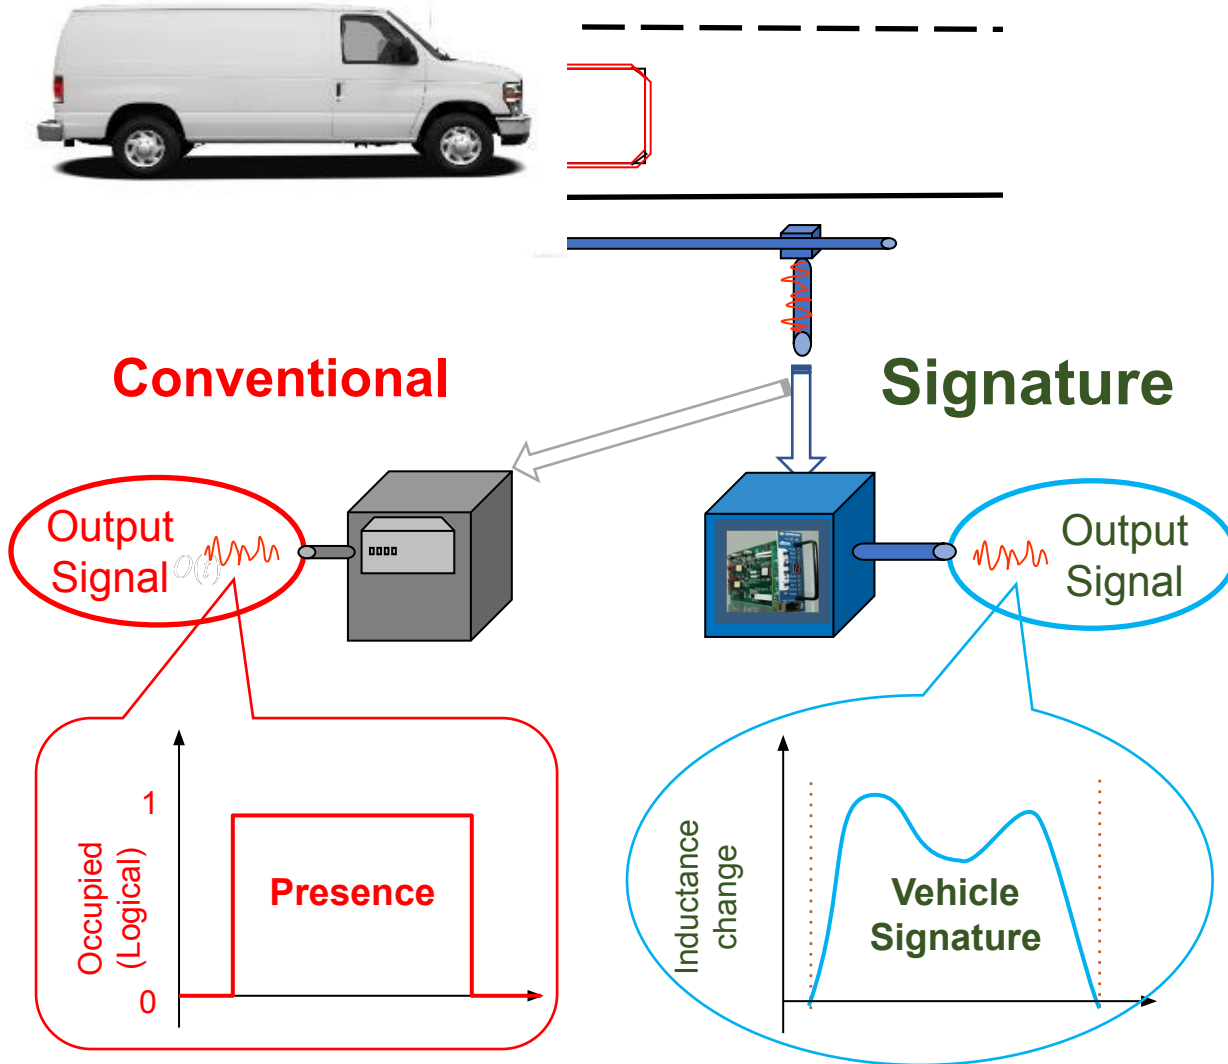 Conventional
Signature
Output
Signal
O(t)
Output
Signal
1
Occupied
(Logical)
Presence
0
Inductance
change
Vehicle
Signature